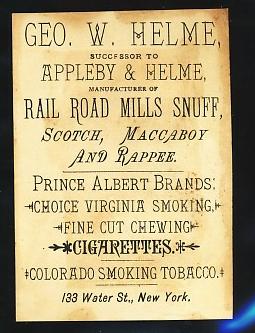 GEO. W. HELME,
SUCCESSOR TO
APPLEBY & HELME,
MANUFACTURER OF
RAIL ROAD MILLS SNUFF,
SCOTCH, MACCABOY
AND RAPPEE.
PRINCE ALBERT BRANDS:
CHOICE VIRGINIA SMOKING,
FINE CUT CHEWING
CIGARETTES.
COLORADO SMOKING TOBACCO.
133 Water St., New York.